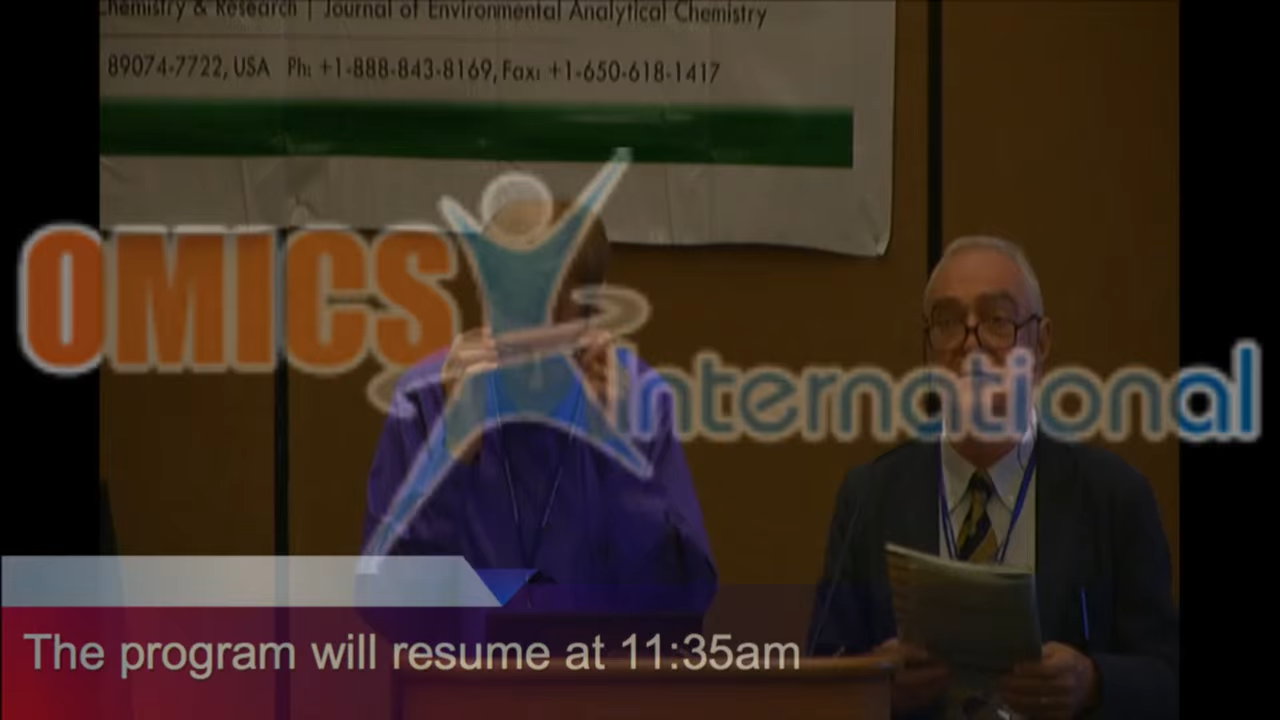 Chemistry & Research | Journal of Environmental Analytical Chemistry
89074-7722, USA Ph: +1-888-843-8169, Fax: +1-650-618-1417
OMICS
international
The program will resume at 11:35am